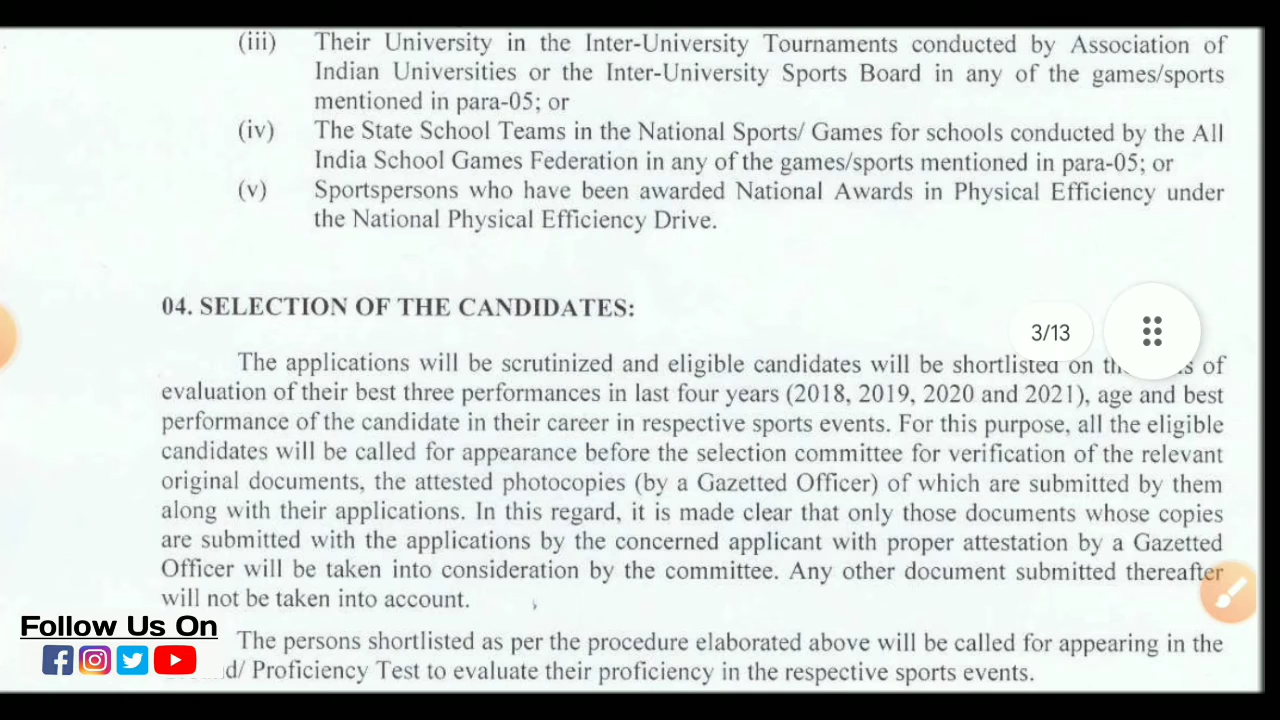 (iii) Their University in the Inter-University Tournaments conducted by Association of
Indian Universities or the Inter-University Sports Board in any of the games/sports
mentioned in para-05; or
(iv) The State School Teams in the National Sports/ Games for schools conducted by the All
India School Games Federation in any of the games/sports mentioned in para-05; or
(v) Sportspersons who have been awarded National Awards in Physical Efficiency under
the National Physical Efficiency Drive.
04. SELECTION OF THE CANDIDATES:
3/13
The applications will be scrutinized and eligible candidates will be shortlisted on of
evaluation of their best three performances in last four years (2018, 2019, 2020 and 2021), age and best
performance of the candidate in their career in respective sports events. For this purpose, all the eligible
candidates will be called for appearance before the selection committee for verification of the relevant
original documents, the attested photocopies (by a Gazetted Officer) of which are submitted by them
along with their applications. In this regard, it is made clear that only those documents whose copies
are submitted with the applications by the concerned applicant with proper attestation by a Gazetted
Officer will be taken into consideration by the committee. Any other document submitted thereafter
will not be taken into account.
Follow Us On
The persons shortlisted as per the procedure elaborated above will be called for appearing in the
d/ Proficiency Test to evaluate their proficiency in the respective sports events.